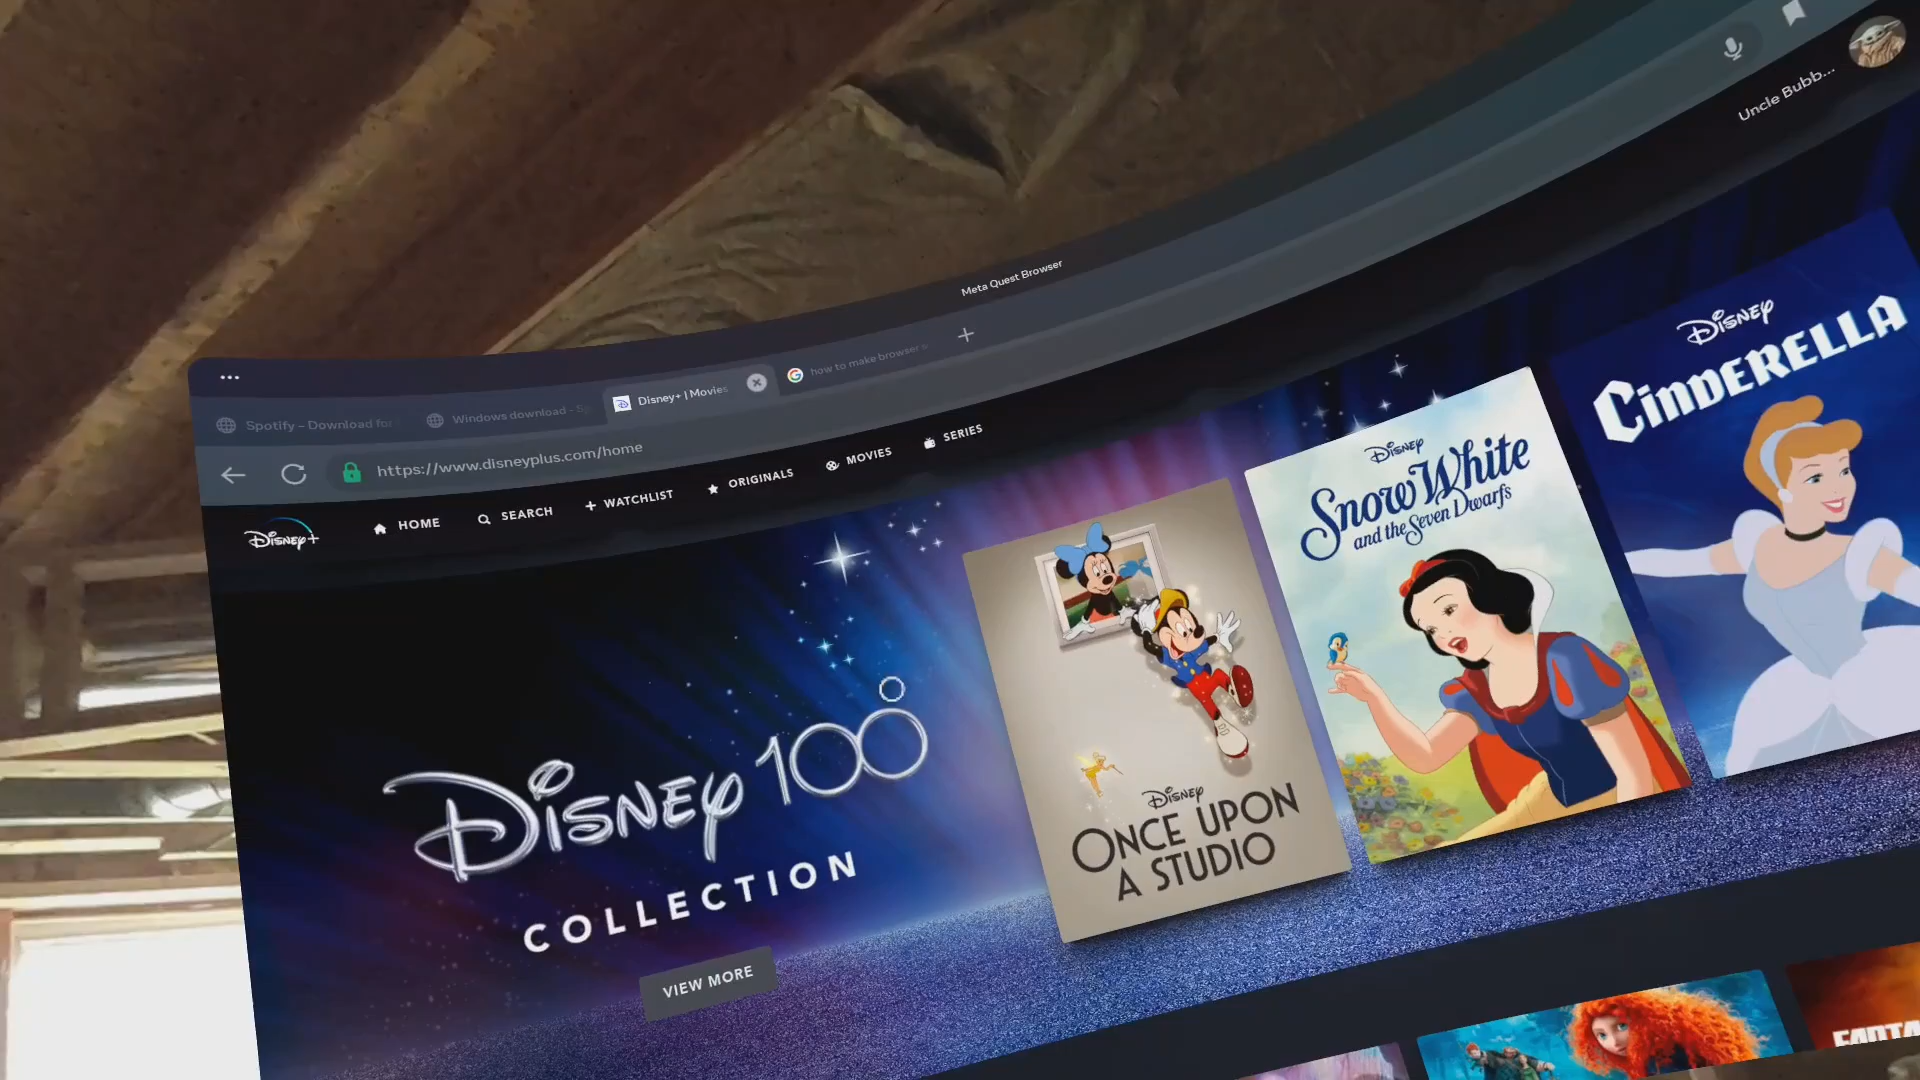 Meta Quest Browser
Spotify – Download for
Windows download - Sp
Disney+ | Movies
how to make browser
https://www.disneyplus.com/home
Uncle Bubb...
Disney+
HOME
SEARCH
WATCHLIST
ORIGINALS
MOVIES
SERIES
Disney 100
COLLECTION
VIEW MORE
Disney
ONCE UPON
A STUDIO
Disney
Snow White
and the Seven Dwarfs
Disney
CINDERELLA
FANTA